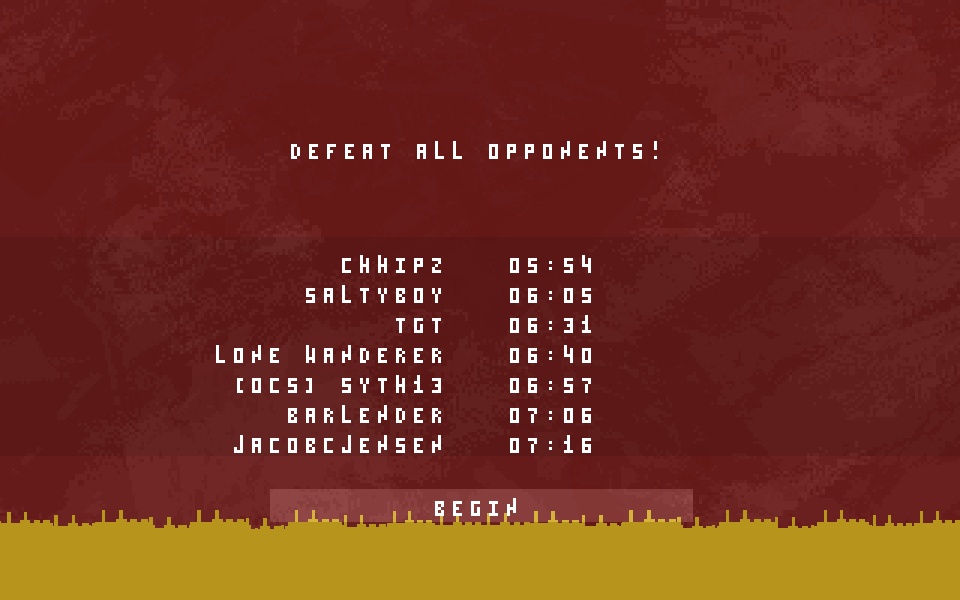 DEFEAT ALL OPPONENTS!
CHHIPZ 05:54
SALTYBOY 06:05
TGT 06:31
LONE WANDERER 06:40
[OCS] SYTH13 06:57
BARLENDER 07:06
JACOBCJENSEN 07:16
BEGIN